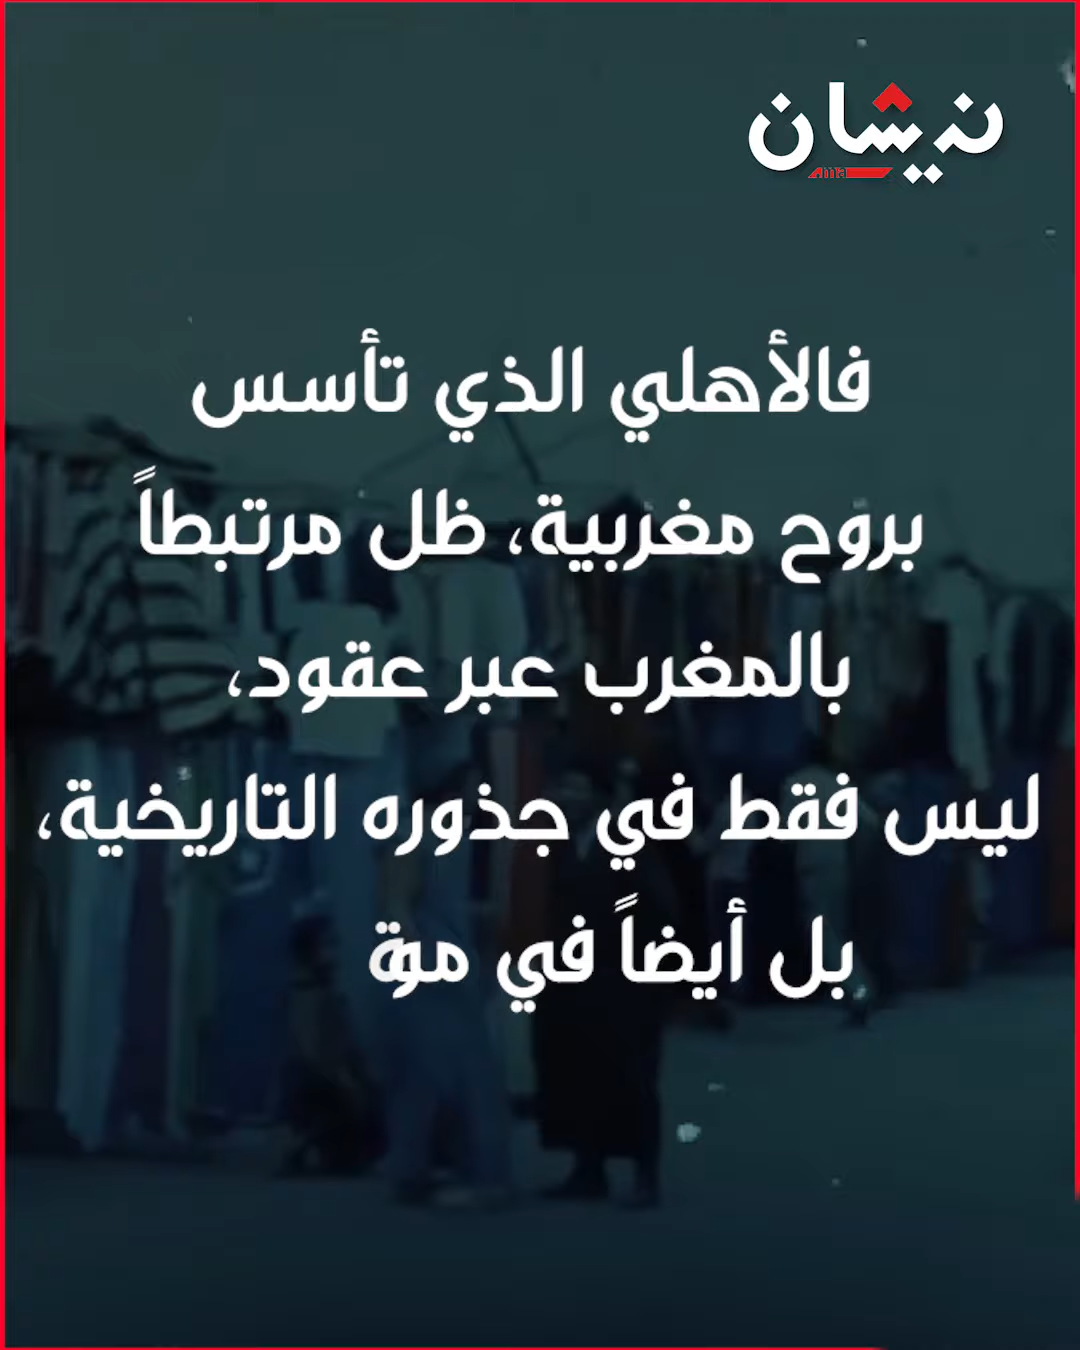 نيشان
فالأهلي الذي تأسس
بروح مغربية، ظل مرتبطاً
بالمغرب عبر عقود،
ليس فقط في جذوره التاريخية،
بل أيضاً في